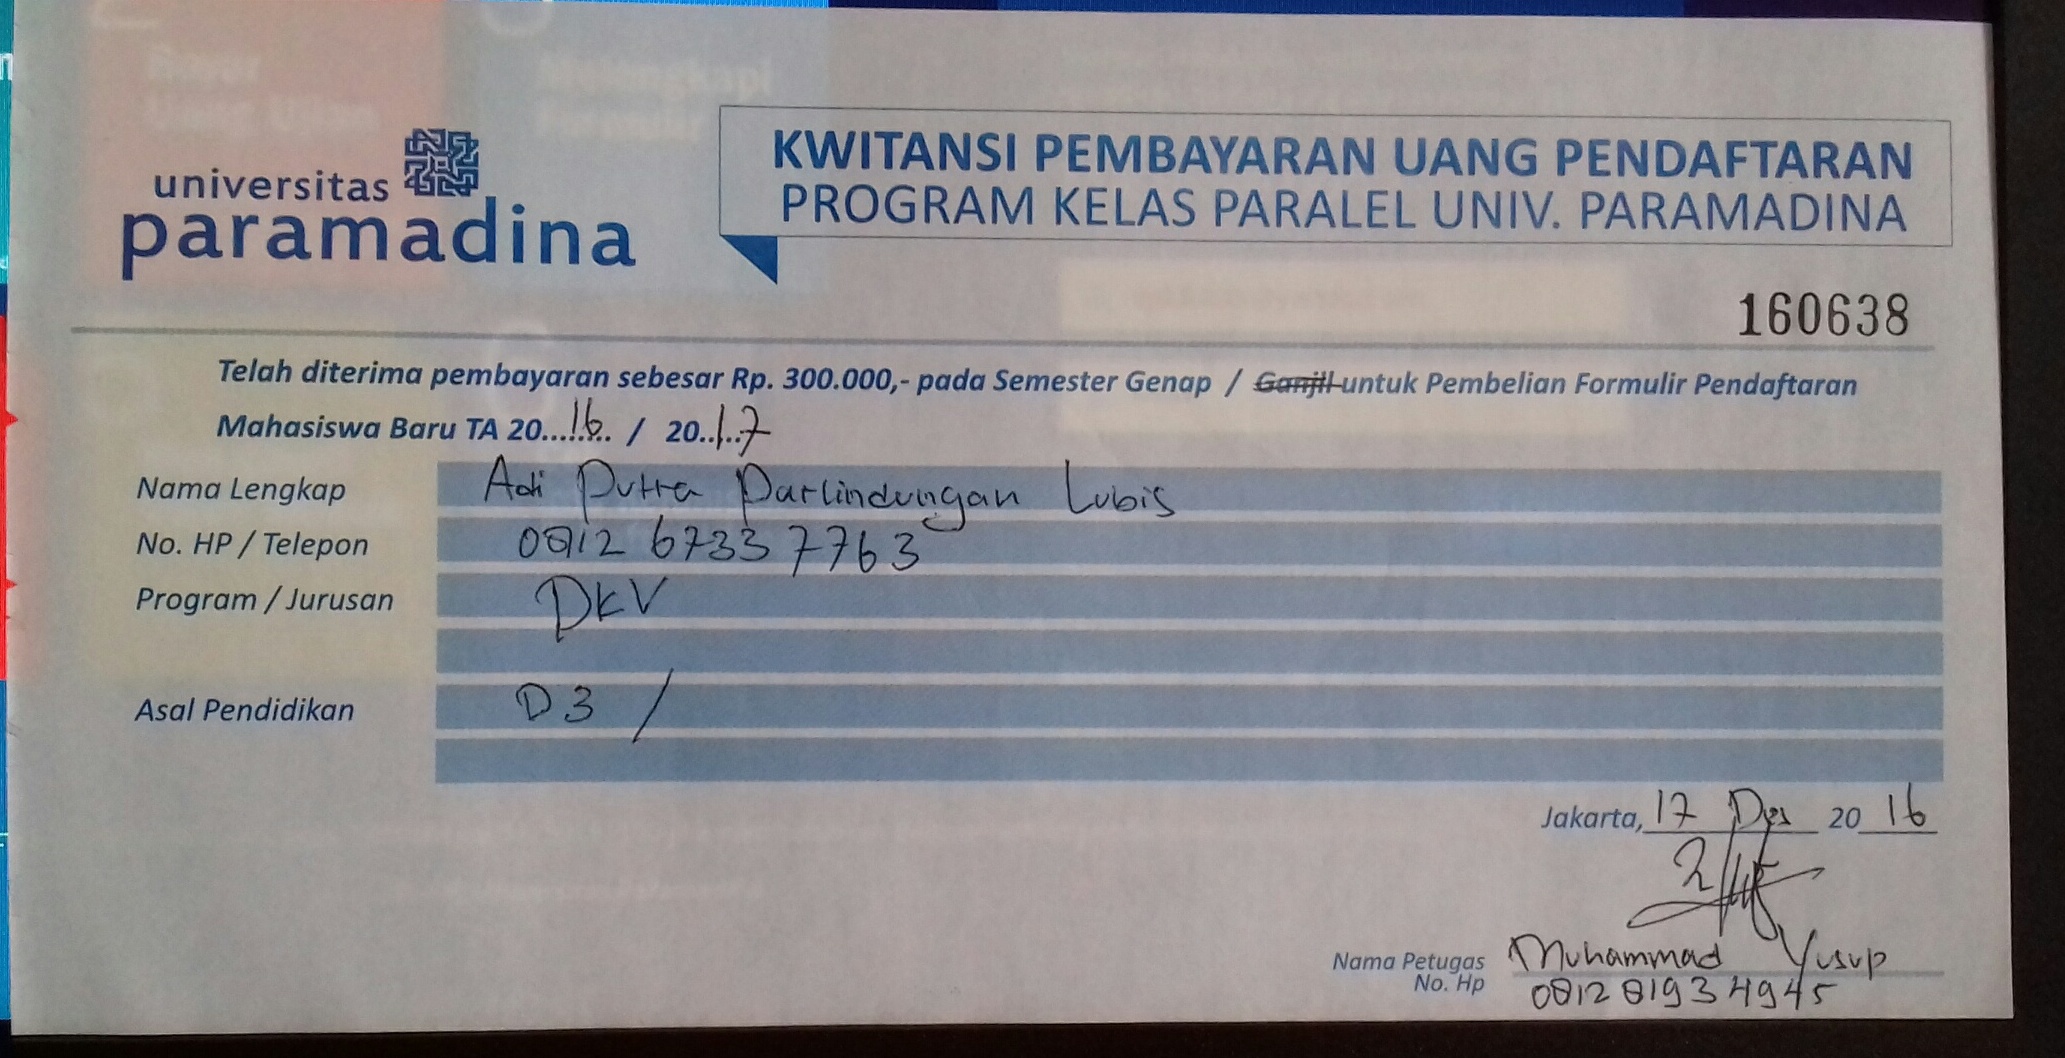 universitas
paramadina
KWITANSI PEMBAYARAN UANG PENDAFTARAN
PROGRAM KELAS PARALEL UNIV. PARAMADINA
160638
Telah diterima pembayaran sebesar Rp. 300.000,- pada Semester Genap / Ganjil untuk Pembelian Formulir Pendaftaran
Mahasiswa Baru TA 20...16... / 20..17
Nama Lengkap Adi Putra Parlindungan Lubis
No. HP / Telepon 0812 6733 7763
Program / Jurusan DKV
Asal Pendidikan D3 /
Jakarta, 17 Des 20 16
Nama Petugas Muhammad Yusup
No. Hp 0812 8193 4945